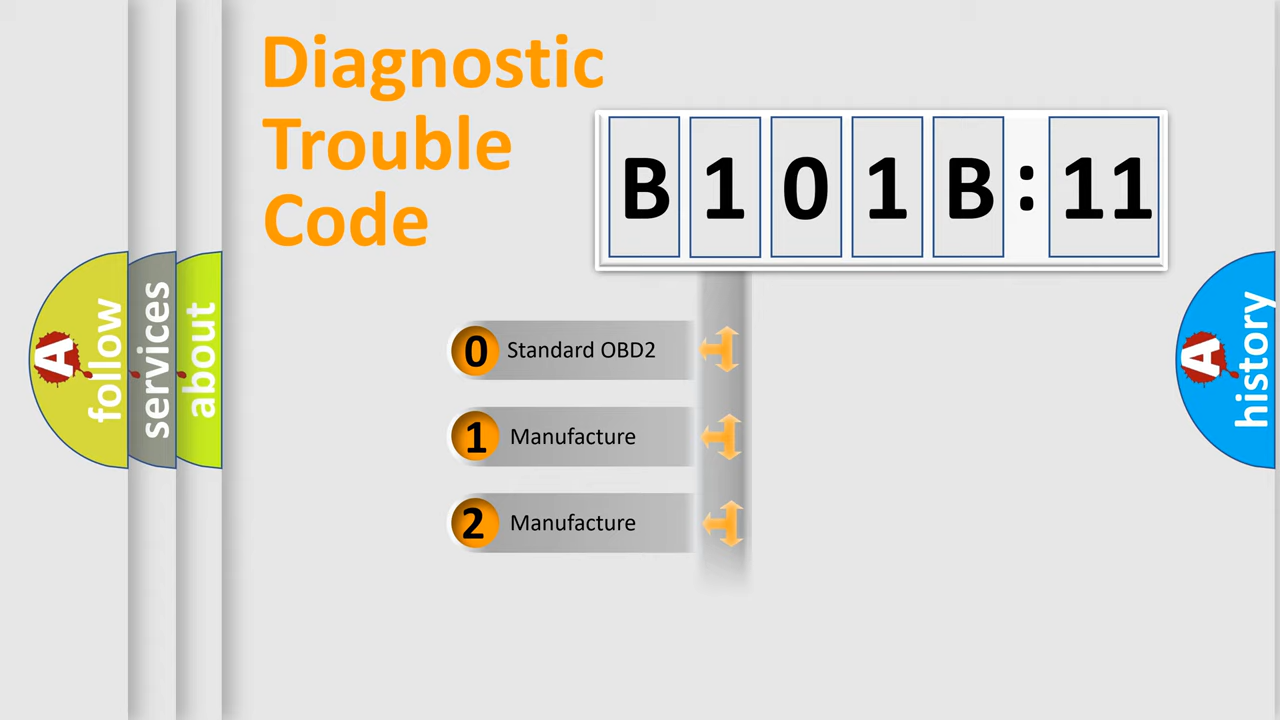 Diagnostic
Trouble
Code
B 1 0 1 B : 11
0 Standard OBD2
1 Manufacture
2 Manufacture
A follow
services
about
A history